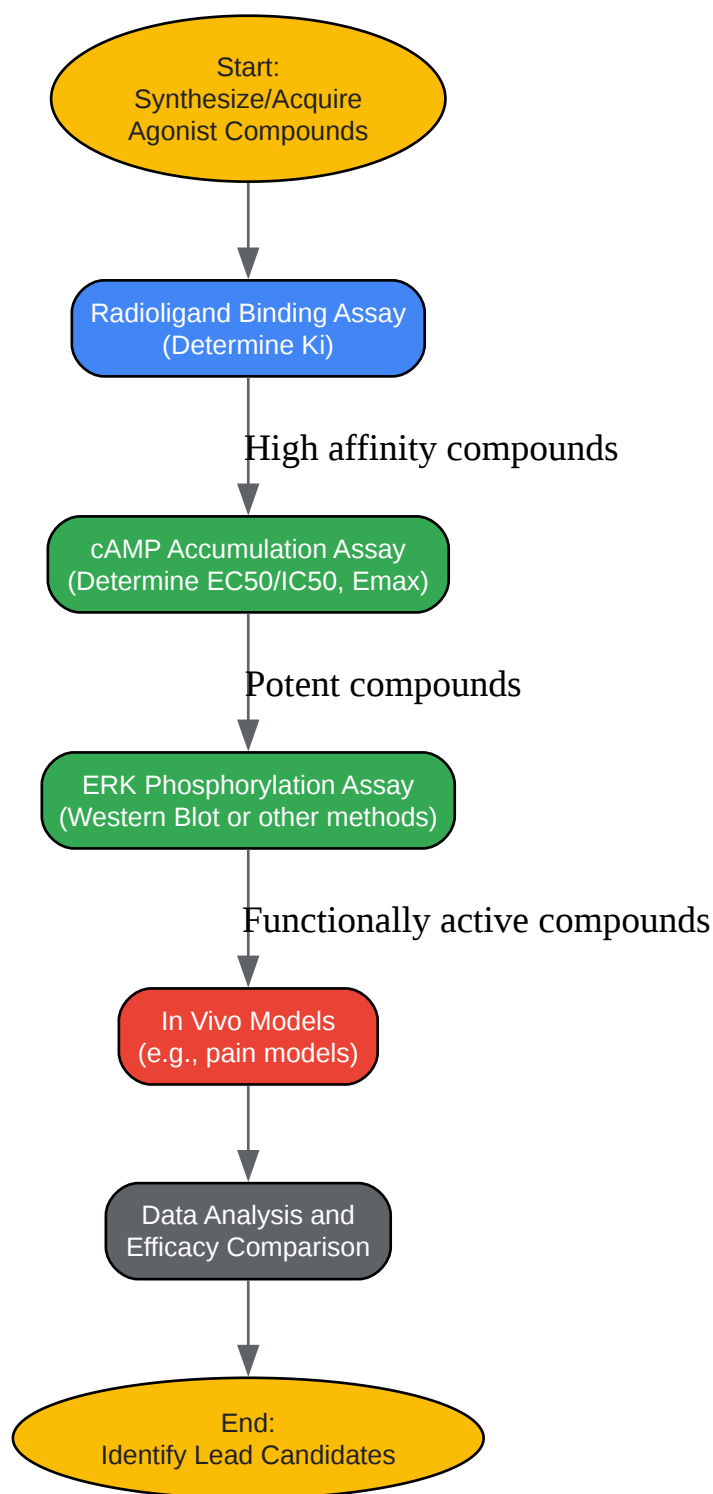 Start:
Synthesize/Acquire
Agonist Compounds
Radioligand Binding Assay
(Determine Ki)
High affinity compounds
cAMP Accumulation Assay
(Determine EC50/IC50, Emax)
Potent compounds
ERK Phosphorylation Assay
(Western Blot or other methods)
Functionally active compounds
In Vivo Models
(e.g., pain models)
Data Analysis and
Efficacy Comparison
End:
Identify Lead Candidates